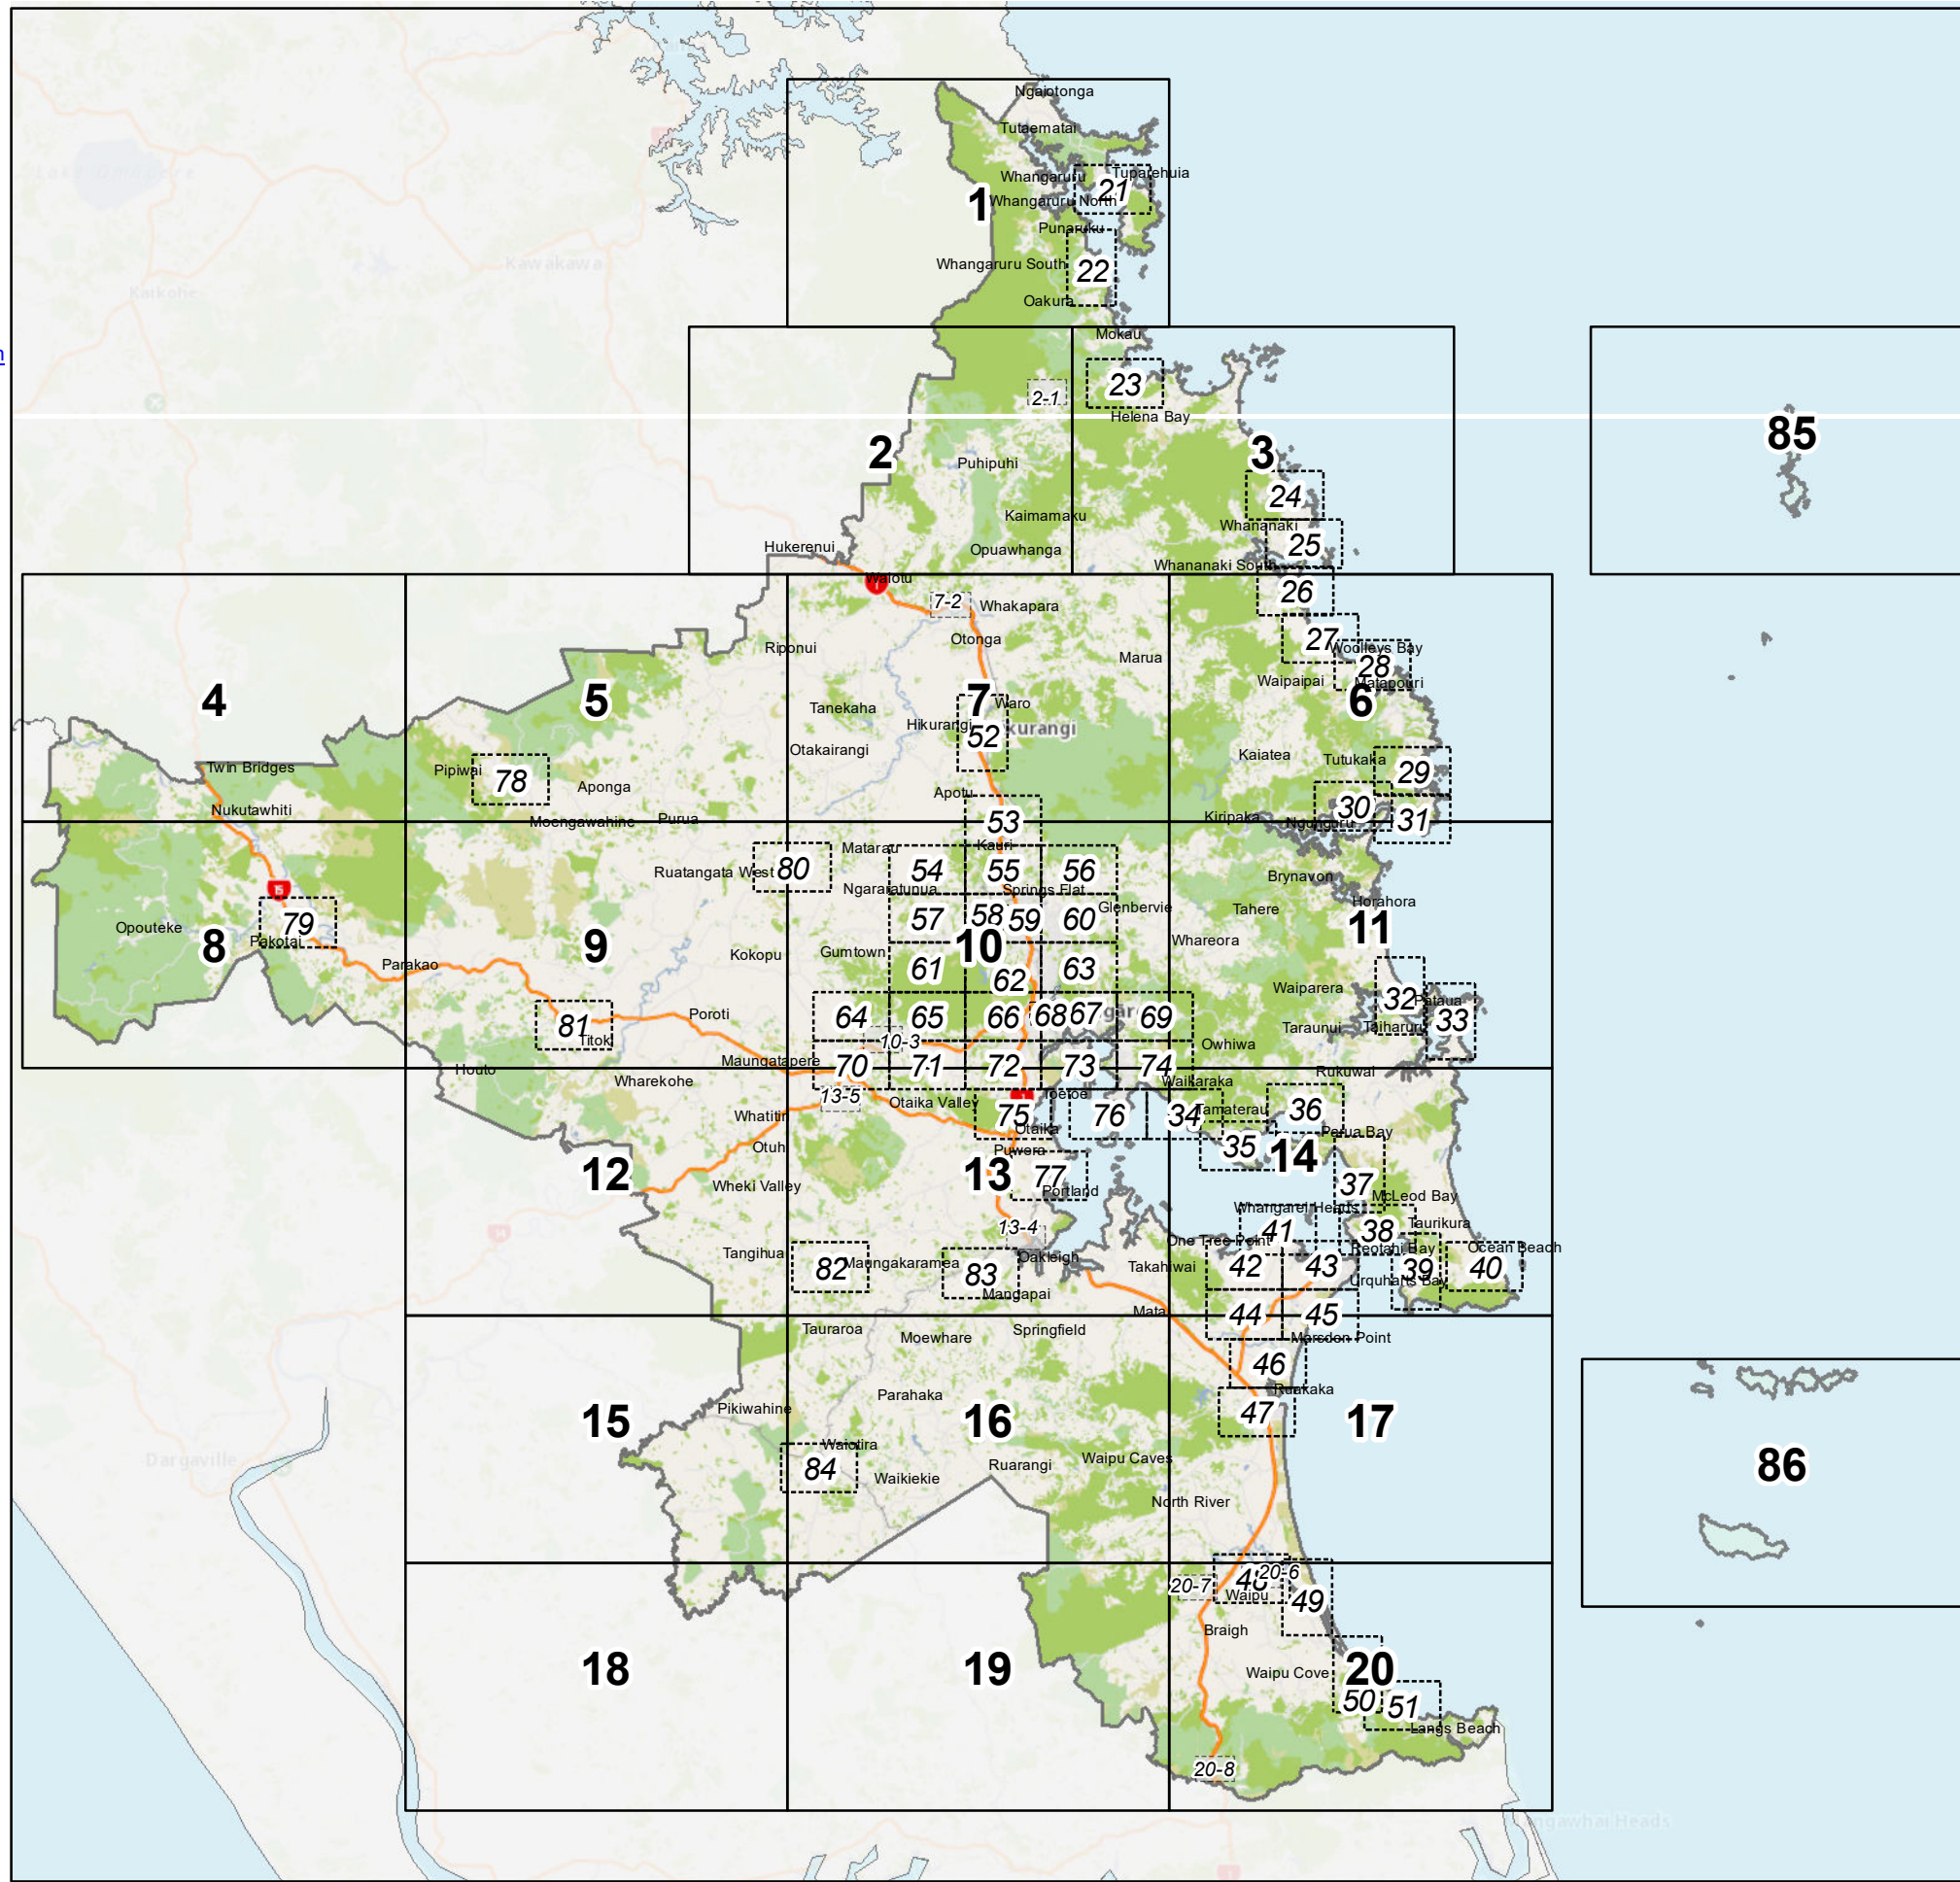 Ngaiotonga
Tutaematai
Whangaruru
Tuparehuia
21
1
Whangaruru North
Punaruku
Whangaruru South
22
Oakura
Mokau
n
23
2-1
Helena Bay
85
2
3
Puhipuhi
24
Kaimamaku
Whananaki
25
Hukerenui
Opuawhanga
Whananaki South
Waiotu
1
26
7-2
Whakapara
Otonga
27
Riponui
Woolleys Bay
Marua
28
Waipaipai
Matapouri
4
5
7
6
Waro
Tanekaha
Hikurangi
kurangi
52
Otakairangi
Kaiatea
Tutukaka
Twin Bridges
Pipiwai
78
29
Aponga
Apotu
Nukutawhiti
30
Moengawahine
Purua
53
Kiripaka
Ngunguru
31
Kauri
Matarau
80
54
55
56
Ruatangata West
Brynavon
15
Ngararatunua
Springs Flat
79
Opouteke
57
58
59
60
Glenbervie
Tahere
Horahora
11
Pakotai
8
9
10
Whareora
Kokopu
Gumtown
Parakao
61
62
63
Waiparera
32
Pataua
Poroti
64
65
66
68
67
69
33
81
Taraunui
Taiharuru
Titoki
10-3
Owhiwa
Maungatapere
70
71
72
73
74
Houto
Rukuwai
Wharekohe
Waikaraka
13-5
Otaika Valley
Toetoe
Whatitiri
75
76
34
Tamaterau
36
Otaika
Parua Bay
Otuh
Puwera
35
14
12
13
77
Wheki Valley
Portland
37
McLeod Bay
Whangarei Heads
13-4
41
38
Taurikura
One Tree Point
Reotahi Bay
Ocean Beach
Tangihua
Oakleigh
82
Maungakaramea
83
Takahiwai
42
43
39
40
Urquharts Bay
Mangapai
Mata
44
45
Tauraroa
Moewhare
Springfield
Marsden Point
46
Parahaka
Ruakaka
Pikiwahine
47
15
16
17
Waiotira
Waipu Caves
84
Ruarangi
86
Waikiekie
Dargaville
North River
20-7
48
20-6
Waipu
49
Braigh
18
19
Waipu Cove
20
50
51
Langs Beach
20-8
angawhai Heads
Kawakawa
Kaikohe